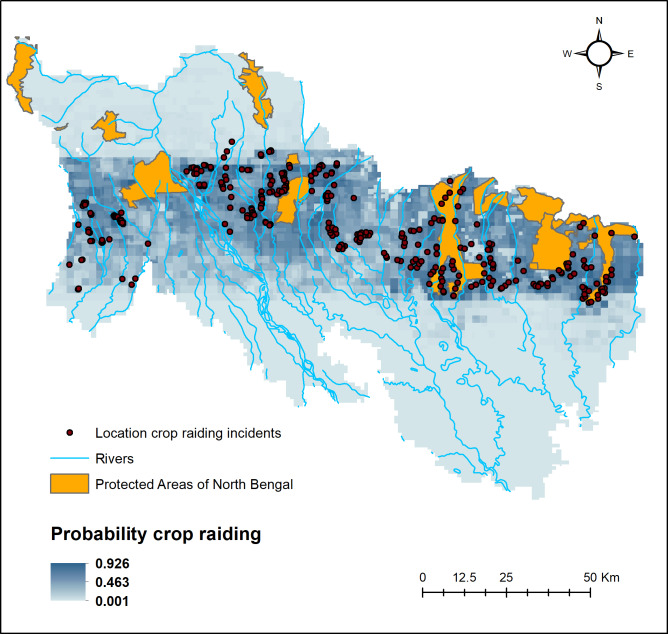 N
W E
S
Location crop raiding incidents
Rivers
Protected Areas of North Bengal
Probability crop raiding
0.926
0.463
0.001
0 12.5 25 50 Km